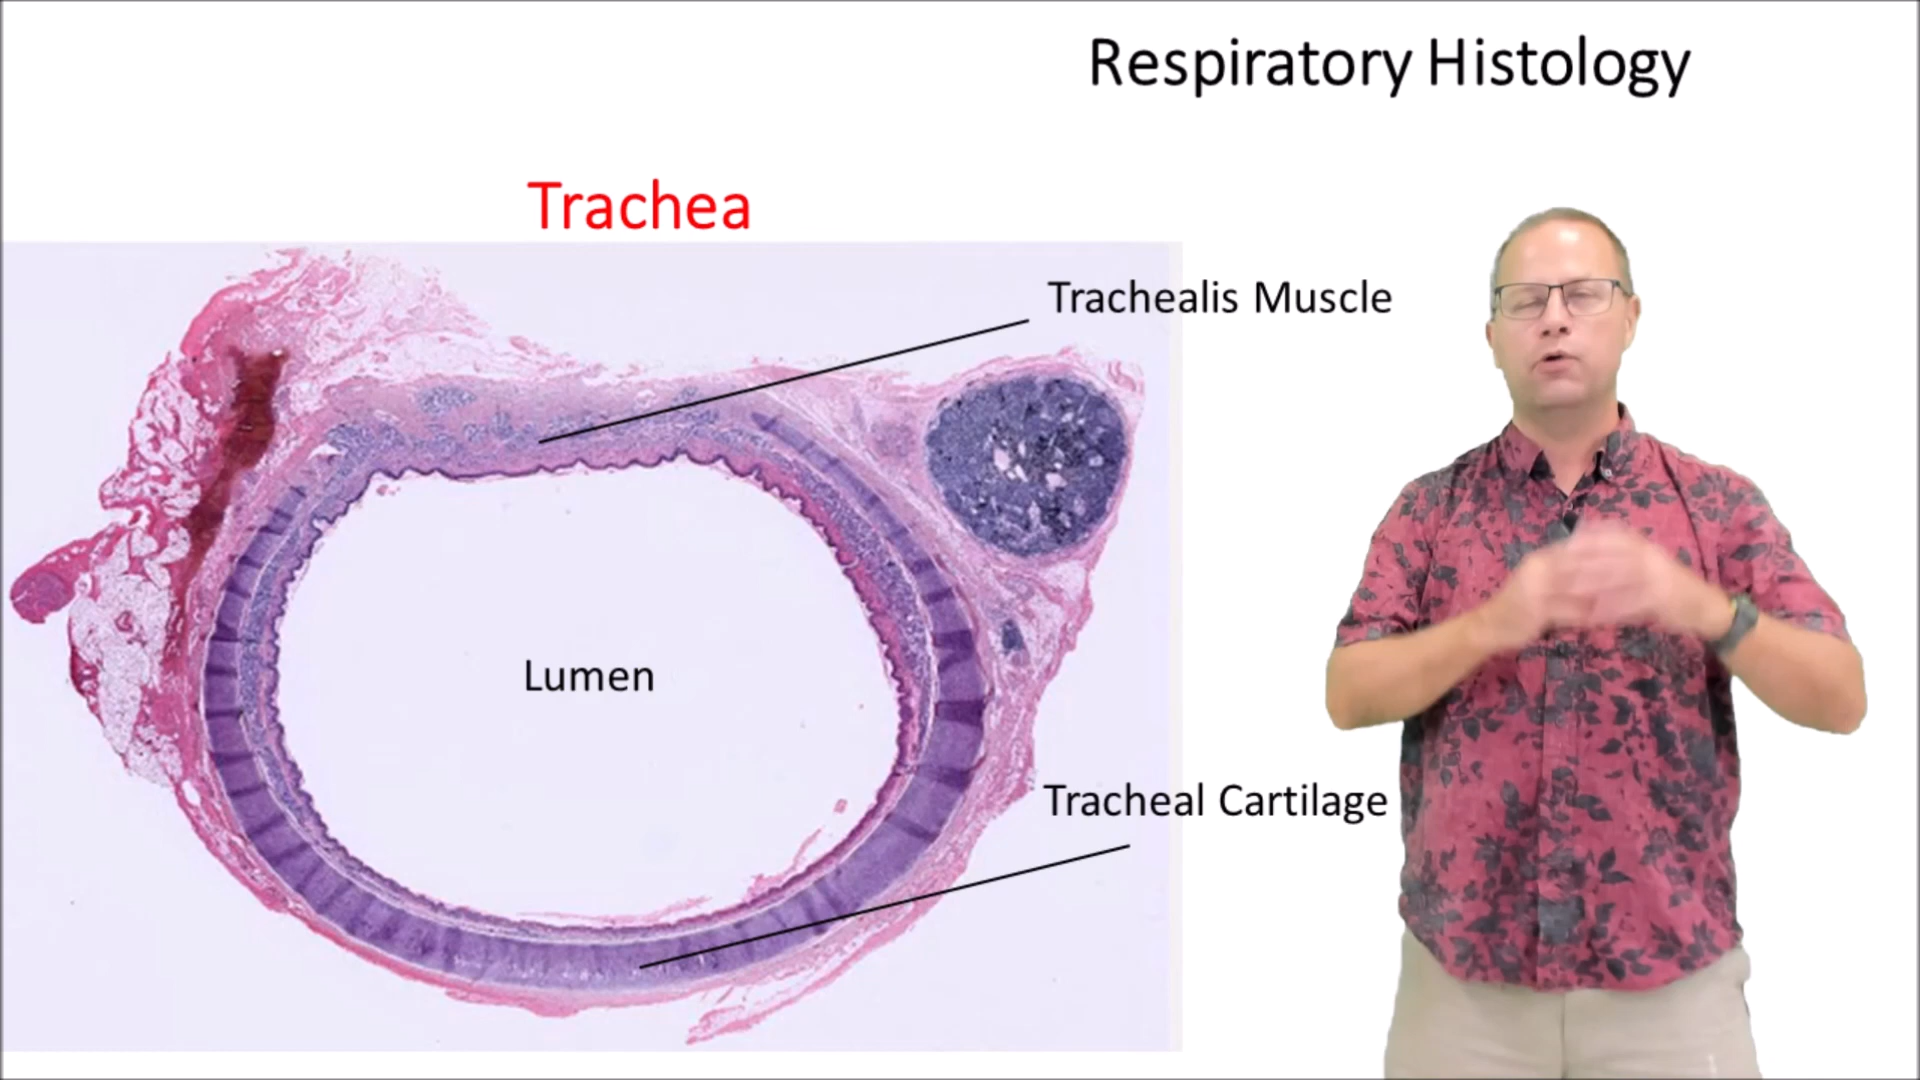 Respiratory Histology
Trachea
Trachealis Muscle
Lumen
Tracheal Cartilage